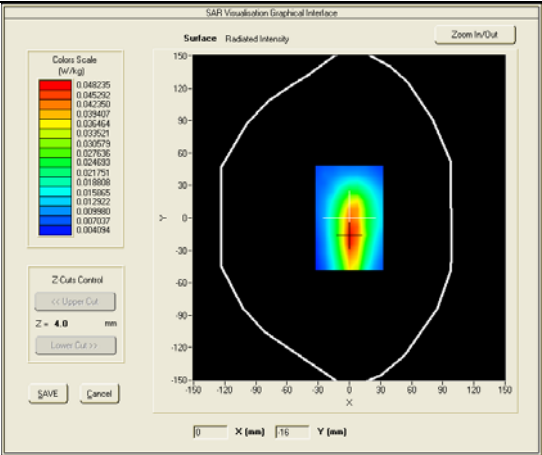 SAR Visualisation Graphical Interface
Surface Radiated Intensity
Zoom In/Out
Colors Scale
(W/kg)
0.048235
0.045292
0.042350
0.039407
0.036464
0.033521
0.030579
0.027636
0.024693
0.021751
0.018808
0.015865
0.012922
0.009980
0.007037
0.004094
Z-Cuts Control
<< Upper Cut
Z = 4.0 mm
Lower Cut >>
SAVE Cancel
150
120
90
60
30
0
-30
-60
-90
-120
-150
Y
-150 -120 -90 -60 -30 0 30 60 90 120 150
X
0 X (mm) -16 Y (mm)